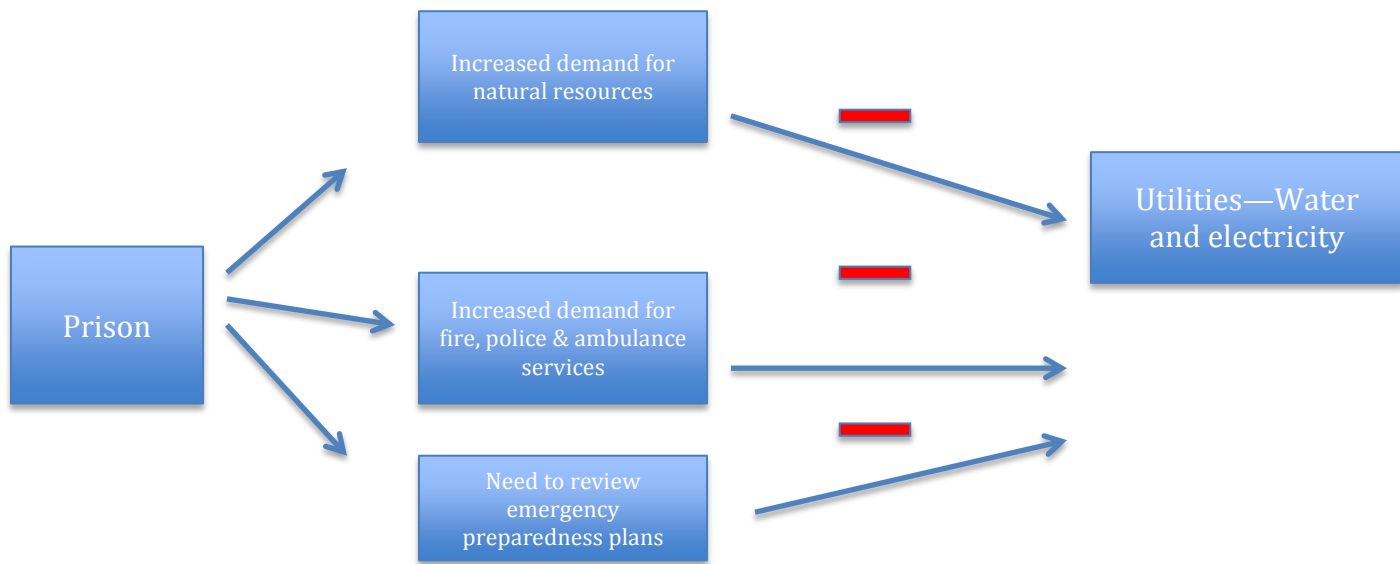 Increased demand for
natural resources
Utilities—Water
and electricity
Prison
Increased demand for
fire, police & ambulance
services
Need to review
emergency
preparedness plans